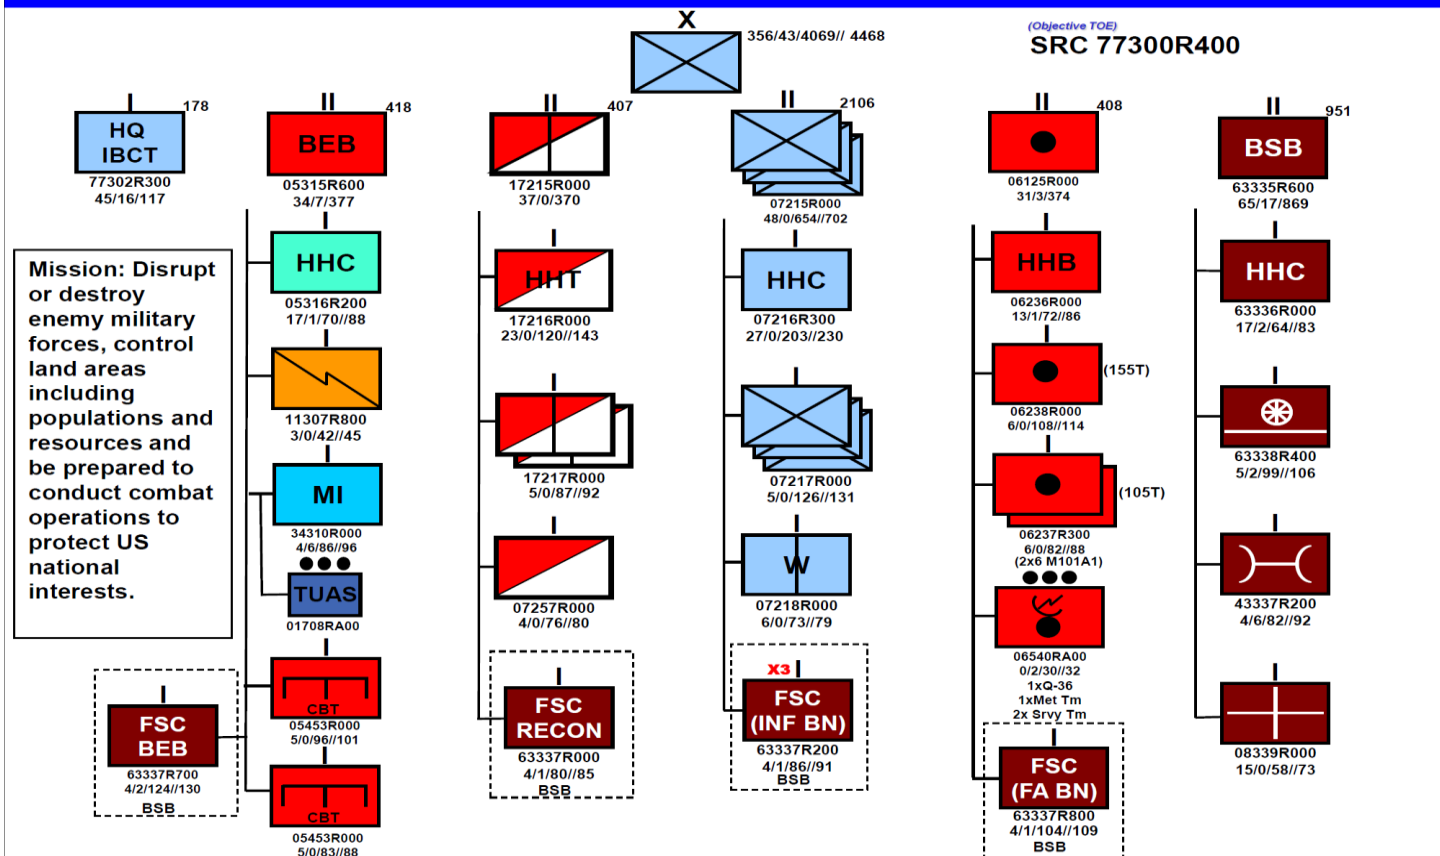 X
356/43/4069// 4468
(Objective TOE)
SRC 77300R400
I
178
HQ
IBCT
77302R300
45/16/117
Mission: Disrupt
or destroy
enemy military
forces, control
land areas
including
populations and
resources and
be prepared to
conduct combat
operations to
protect US
national
interests.
II
418
BEB
05315R600
34/7/377
I
HHC
05316R200
17/1/70//88
I
11307R800
3/0/42//45
I
MI
34310R000
4/6/86//96
TUAS
01708RA00
I
CBT
05453R000
5/0/96//101
I
CBT
05453R000
5/0/83//88
I
FSC
BEB
63337R700
4/2/124//130
BSB
II
407
17215R000
37/0/370
I
HHT
17216R000
23/0/120//143
I
17217R000
5/0/87//92
I
07257R000
4/0/76//80
I
FSC
RECON
63337R000
4/1/80//85
BSB
II
2106
07215R000
48/0/654//702
I
HHC
07216R300
27/0/203//230
I
07217R000
5/0/126//131
I
W
07218R000
6/0/73//79
X3 I
FSC
(INF BN)
63337R200
4/1/86//91
BSB
II
408
06125R000
31/3/374
I
HHB
06236R000
13/1/72//86
I
(155T)
06238R000
6/0/108//114
I
(105T)
06237R300
6/0/82//88
(2x6 M101A1)
06540RA00
0/2/30//32
1xQ-36
1xMet Tm
2x Srvy Tm
I
FSC
(FA BN)
63337R800
4/1/104//109
BSB
II
951
BSB
63335R600
65/17/869
I
HHC
63336R000
17/2/64//83
I
63338R400
5/2/99//106
I
43337R200
4/6/82//92
I
08339R000
15/0/58//73